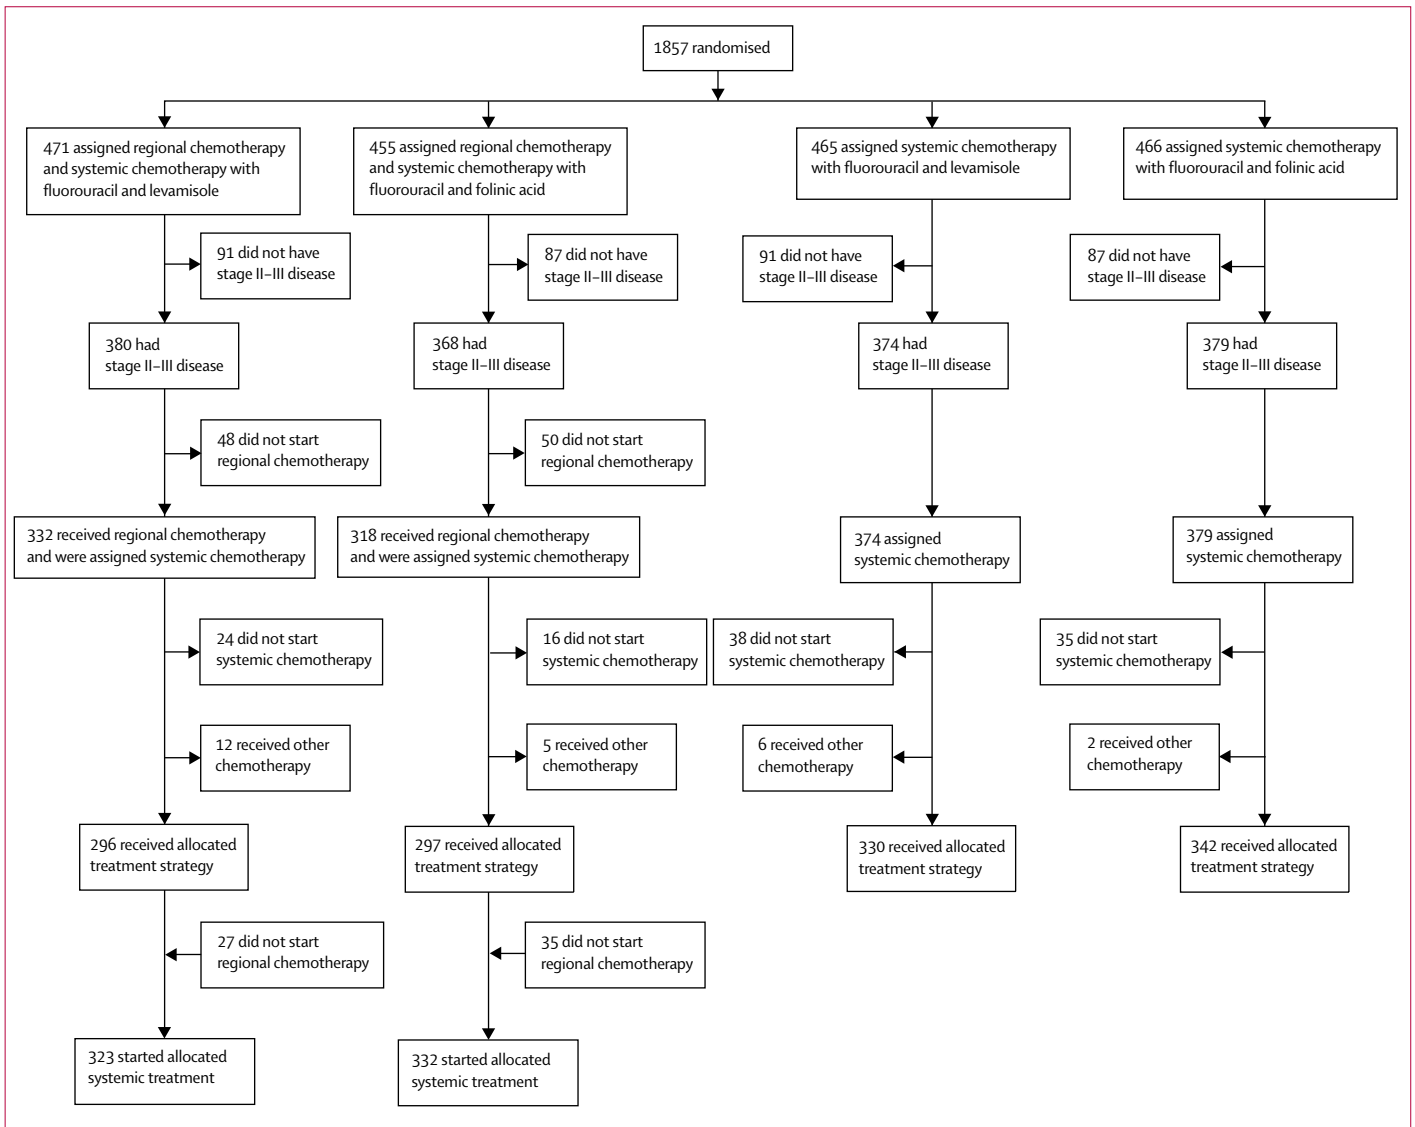 1857 randomised
471 assigned regional chemotherapy
and systemic chemotherapy with
fluorouracil and levamisole
455 assigned regional chemotherapy
and systemic chemotherapy with
fluorouracil and folinic acid
465 assigned systemic chemotherapy
with fluorouracil and levamisole
466 assigned systemic chemotherapy
with fluorouracil and folinic acid
91 did not have
stage II–III disease
87 did not have
stage II–III disease
91 did not have
stage II–III disease
87 did not have
stage II–III disease
380 had
stage II–III disease
368 had
stage II–III disease
374 had
stage II–III disease
379 had
stage II–III disease
48 did not start
regional chemotherapy
50 did not start
regional chemotherapy
332 received regional chemotherapy
and were assigned systemic chemotherapy
318 received regional chemotherapy
and were assigned systemic chemotherapy
374 assigned
systemic chemotherapy
379 assigned
systemic chemotherapy
24 did not start
systemic chemotherapy
16 did not start
systemic chemotherapy
38 did not start
systemic chemotherapy
35 did not start
systemic chemotherapy
12 received other
chemotherapy
5 received other
chemotherapy
6 received other
chemotherapy
2 received other
chemotherapy
296 received allocated
treatment strategy
297 received allocated
treatment strategy
330 received allocated
treatment strategy
342 received allocated
treatment strategy
27 did not start
regional chemotherapy
35 did not start
regional chemotherapy
323 started allocated
systemic treatment
332 started allocated
systemic treatment